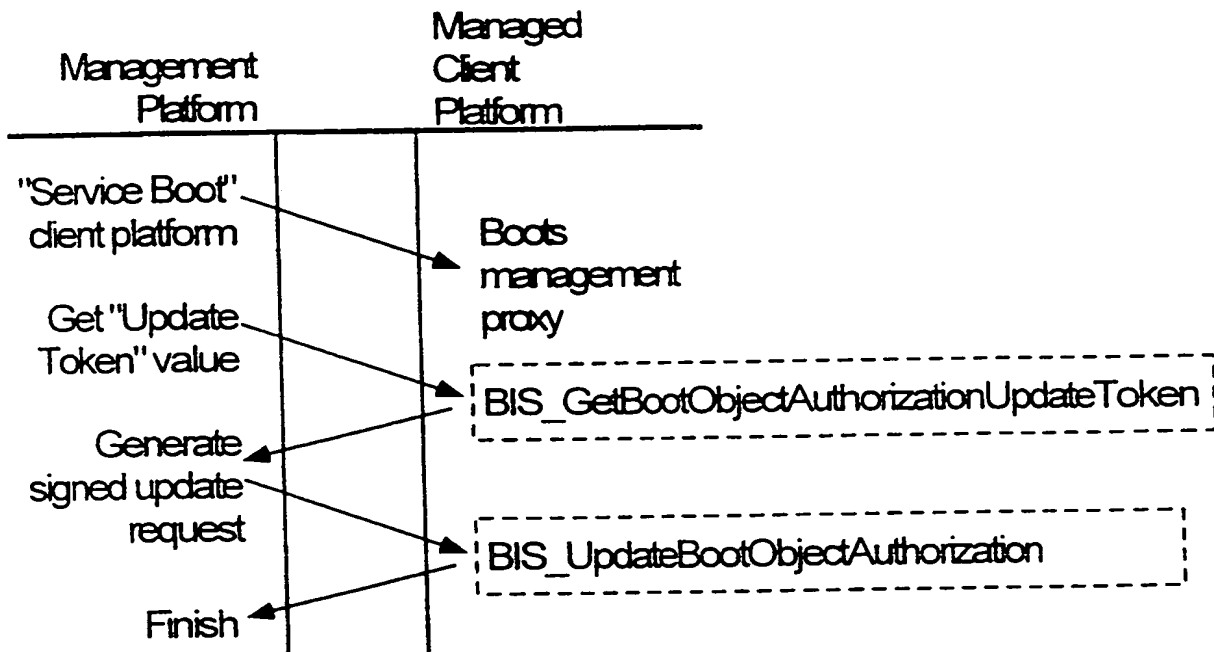 Managed
Client
Platform
Management
Platform
"Service Boot"
client platform
Boots
management
proxy
Get "Update
Token" value
BIS_GetBootObjectAuthorizationUpdateToken
Generate
signed update
request
BIS_UpdateBootObjectAuthorization
Finish